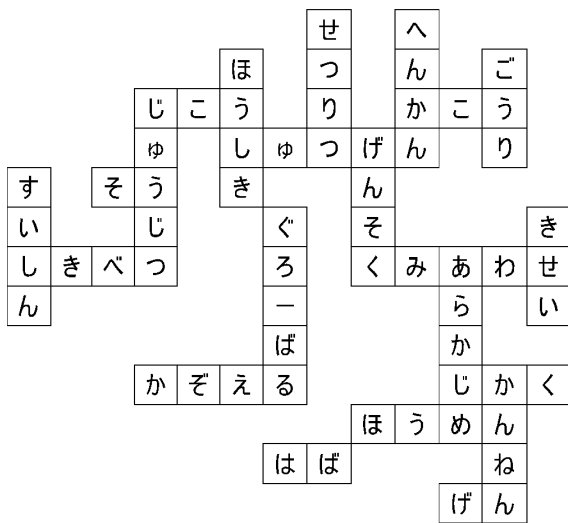 せ へ
ほ つ ん ご
じこう り かこう
ゅ しゅつげん り
す そう き ん
い じ ぐ そ き
しきべつ ろ くみあわせ
ん ー ら い
ば か
かぞえる じかく
ほうめん
はば ね
げん